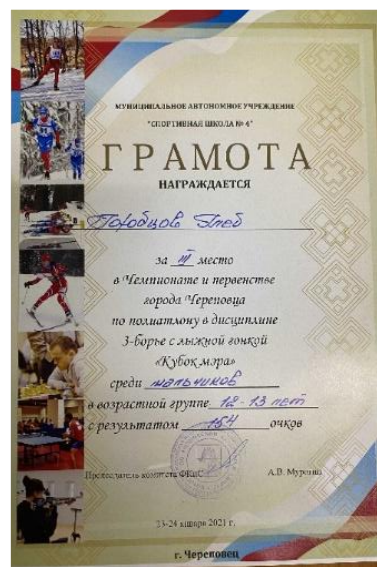 МУНИЦИПАЛЬНОЕ АВТОНОМНОЕ УЧРЕЖДЕНИЕ
"СПОРТИВНАЯ ШКОЛА № 4"
ГРАМОТА
НАГРАЖДАЕТСЯ
Глеб
за III место
в Чемпионате и первенстве
города Череповца
по полиатлону в дисциплине
3-борье с лыжной гонкой
«Кубок мэра»
среди мальчиков
в возрастной группе 12-13 лет
с результатом 154 очков
Председатель комитета ФКиС А.В.
23-24 января 2021 г.
г. Череповец